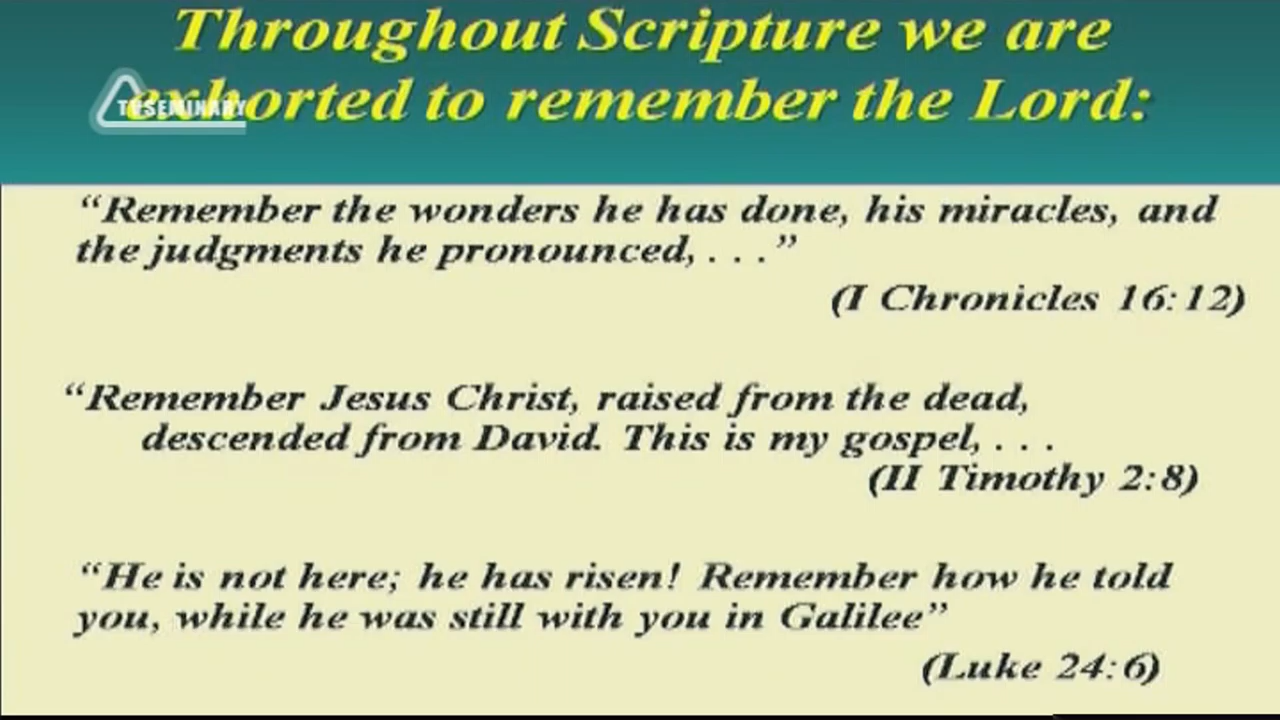 Throughout Scripture we are
exhorted to remember the Lord:
TVSEMINARY
“Remember the wonders he has done, his miracles, and
the judgments he pronounced, . . .”
(I Chronicles 16:12)
“Remember Jesus Christ, raised from the dead,
descended from David. This is my gospel, . . .
(II Timothy 2:8)
“He is not here; he has risen! Remember how he told
you, while he was still with you in Galilee”
(Luke 24:6)